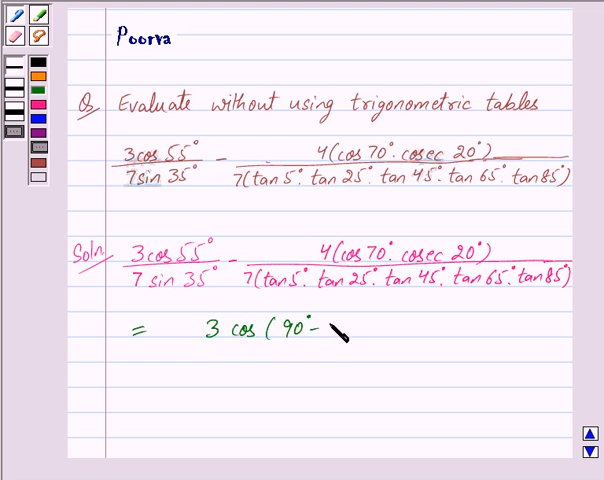 Poorva
Q Evaluate without using trigonometric tables
3cos 55° / 7sin 35° - 4(cos 70°. cosec 20°) / 7(tan 5°. tan 25°. tan 45°. tan 65°. tan 85°)
Soln 3cos 55° / 7 sin 35° - 4(cos 70°. cosec 20°) / 7(tan 5°. tan 25°. tan 45°. tan 65°. tan 85°)
= 3 cos (90° -